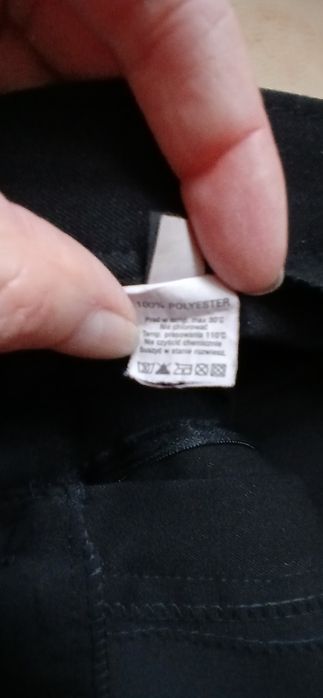 100% POLYESTER
Prać w temp. max 30°C
Nie chlorować
Temp. prasowania 110°C
Nie czyścić chemicznie
Suszyć w stanie rozwiesz.